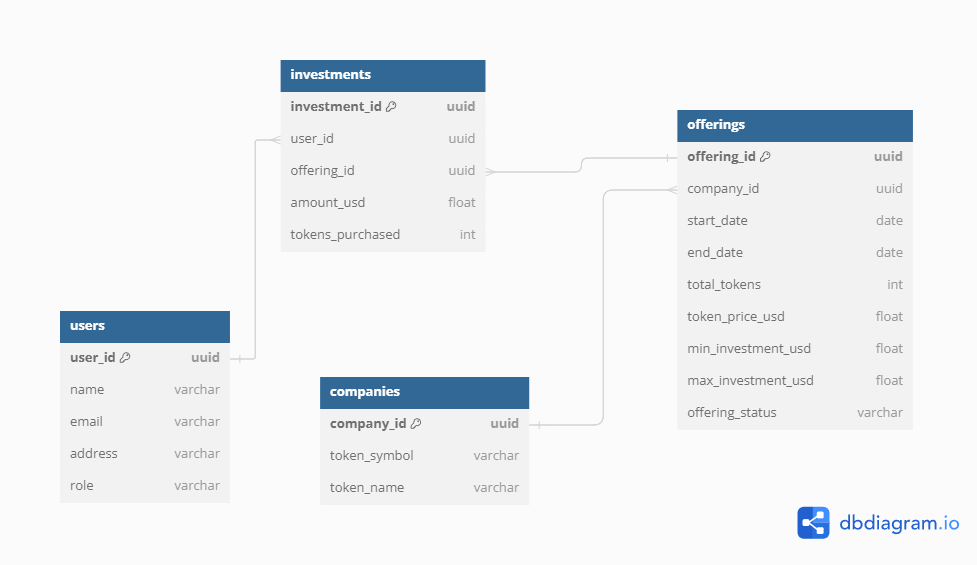 investments
investment_id uuid
user_id uuid
offering_id uuid
amount_usd float
tokens_purchased int
offerings
offering_id uuid
company_id uuid
start_date date
end_date date
total_tokens int
token_price_usd float
min_investment_usd float
max_investment_usd float
offering_status varchar
users
user_id uuid
name varchar
email varchar
address varchar
role varchar
companies
company_id uuid
token_symbol varchar
token_name varchar
dbdiagram.io